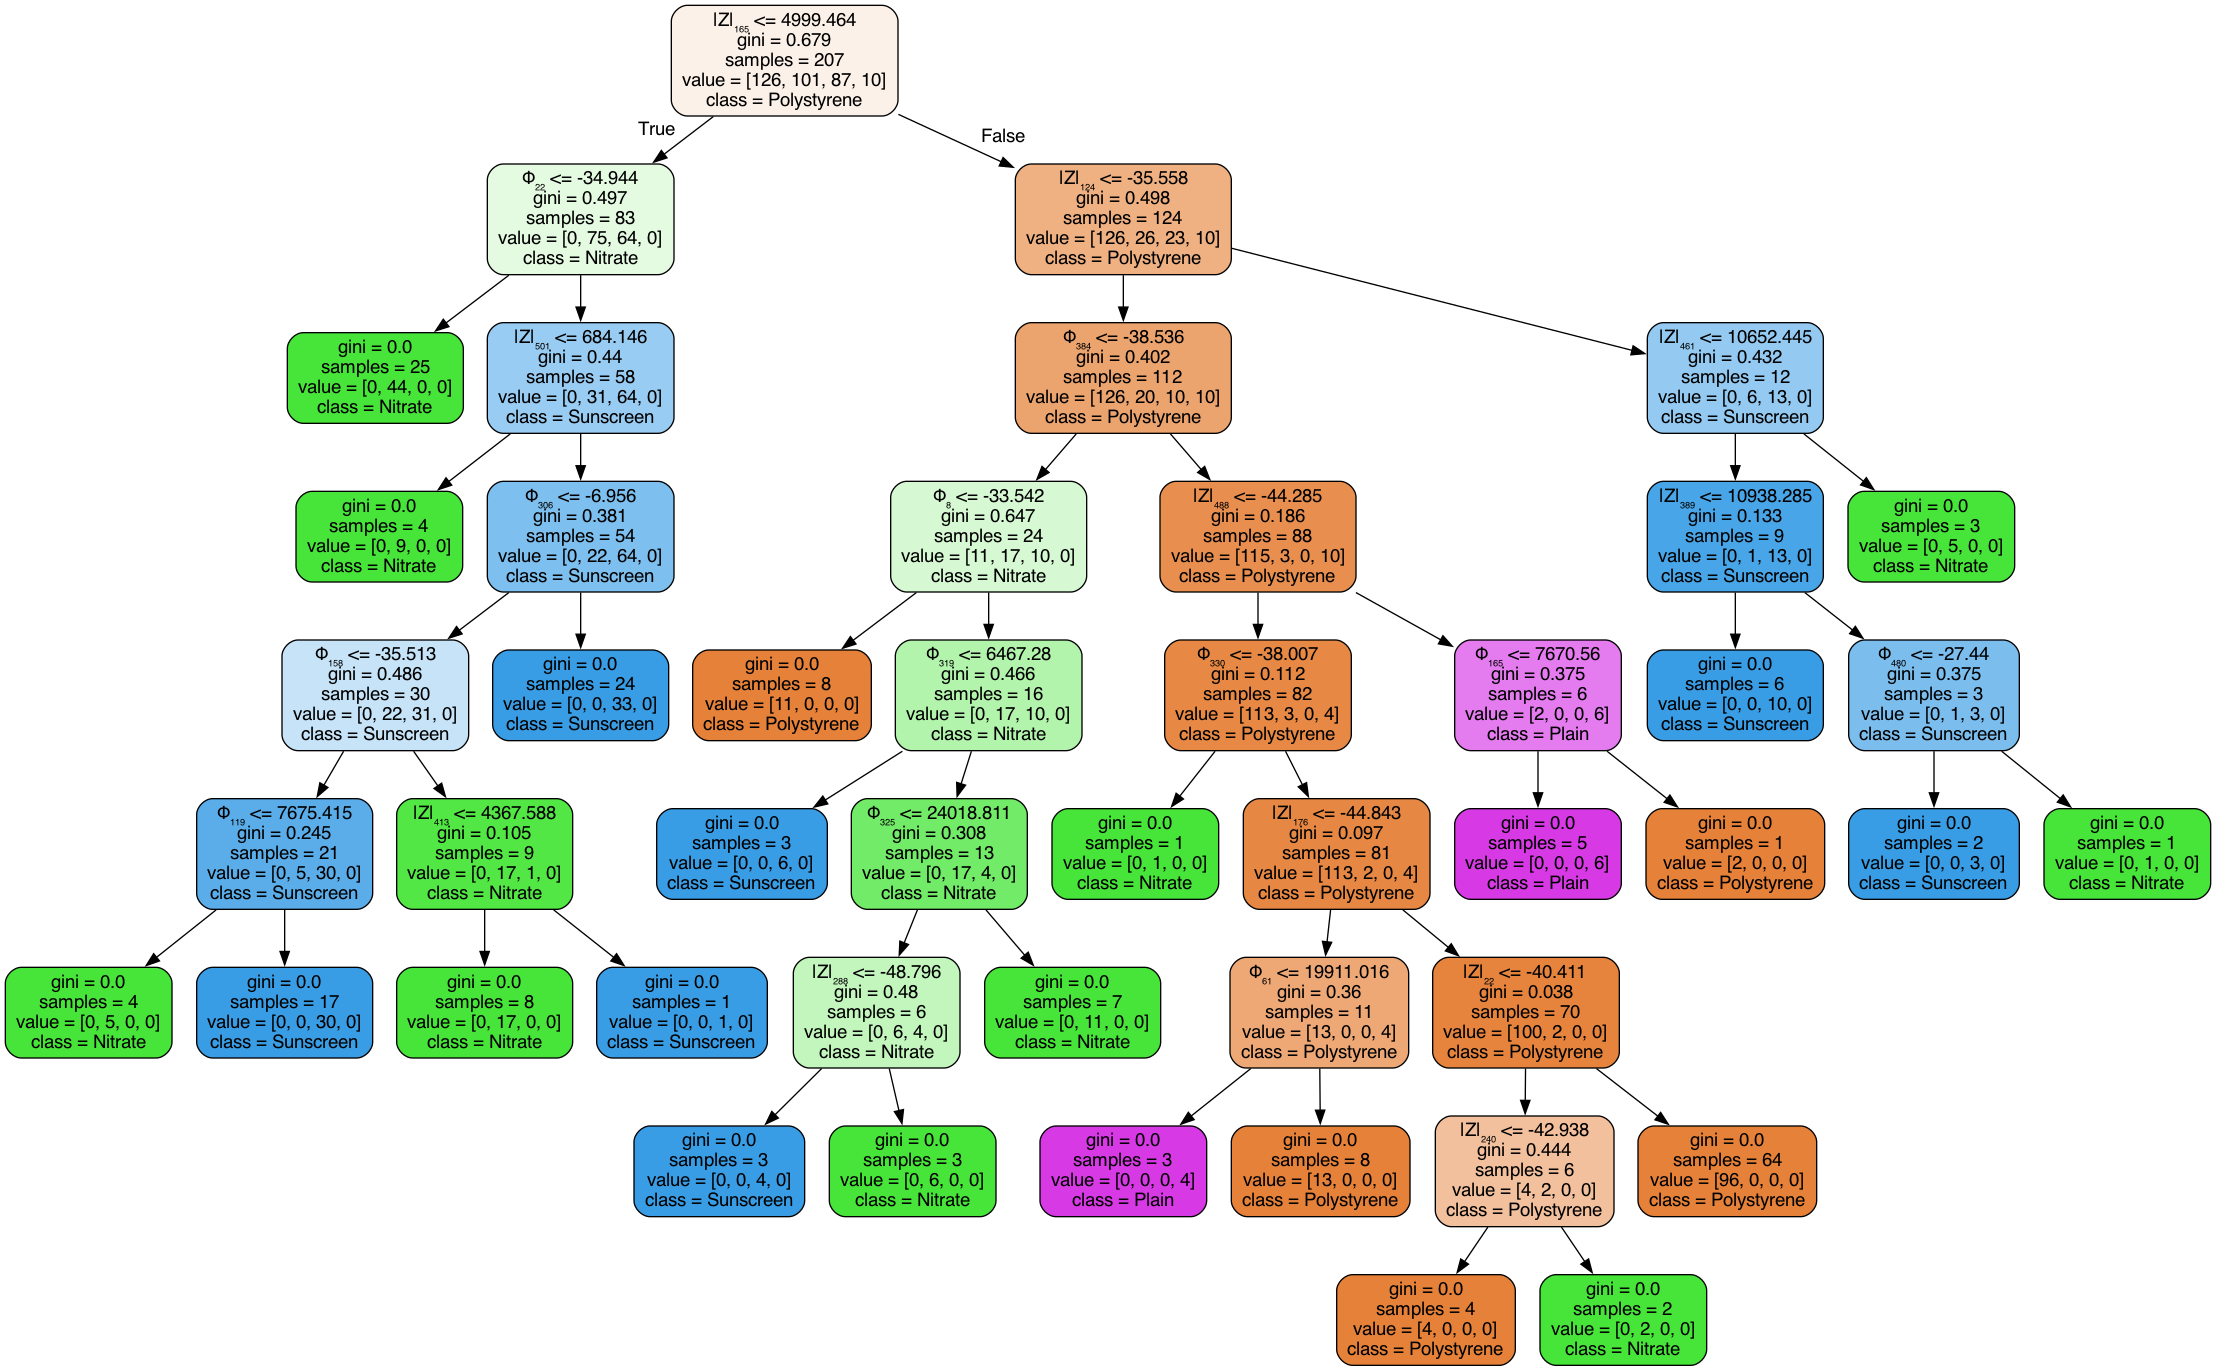 |Z|₁₆₅ <= 4999.464
gini = 0.679
samples = 207
value = [126, 101, 87, 10]
class = Polystyrene
True
False
Φ₂₂ <= -34.944
gini = 0.497
samples = 83
value = [0, 75, 64, 0]
class = Nitrate
|Z|₁₂₄ <= -35.558
gini = 0.498
samples = 124
value = [126, 26, 23, 10]
class = Polystyrene
gini = 0.0
samples = 25
value = [0, 44, 0, 0]
class = Nitrate
|Z|₅₀₁ <= 684.146
gini = 0.44
samples = 58
value = [0, 31, 64, 0]
class = Sunscreen
Φ₃₈₄ <= -38.536
gini = 0.402
samples = 112
value = [126, 20, 10, 10]
class = Polystyrene
|Z|₄₆₁ <= 10652.445
gini = 0.432
samples = 12
value = [0, 6, 13, 0]
class = Sunscreen
gini = 0.0
samples = 4
value = [0, 9, 0, 0]
class = Nitrate
Φ₃₀₆ <= -6.956
gini = 0.381
samples = 54
value = [0, 22, 64, 0]
class = Sunscreen
Φ₈ <= -33.542
gini = 0.647
samples = 24
value = [11, 17, 10, 0]
class = Nitrate
|Z|₄₈₈ <= -44.285
gini = 0.186
samples = 88
value = [115, 3, 0, 10]
class = Polystyrene
|Z|₃₈₉ <= 10938.285
gini = 0.133
samples = 9
value = [0, 1, 13, 0]
class = Sunscreen
gini = 0.0
samples = 3
value = [0, 5, 0, 0]
class = Nitrate
Φ₁₅₈ <= -35.513
gini = 0.486
samples = 30
value = [0, 22, 31, 0]
class = Sunscreen
gini = 0.0
samples = 24
value = [0, 0, 33, 0]
class = Sunscreen
gini = 0.0
samples = 8
value = [11, 0, 0, 0]
class = Polystyrene
Φ₃₁₉ <= 6467.28
gini = 0.466
samples = 16
value = [0, 17, 10, 0]
class = Nitrate
Φ₃₃₀ <= -38.007
gini = 0.112
samples = 82
value = [113, 3, 0, 4]
class = Polystyrene
Φ₁₆₅ <= 7670.56
gini = 0.375
samples = 6
value = [2, 0, 0, 6]
class = Plain
gini = 0.0
samples = 6
value = [0, 0, 10, 0]
class = Sunscreen
Φ₄₈₀ <= -27.44
gini = 0.375
samples = 3
value = [0, 1, 3, 0]
class = Sunscreen
Φ₁₁₉ <= 7675.415
gini = 0.245
samples = 21
value = [0, 5, 30, 0]
class = Sunscreen
|Z|₄₁₃ <= 4367.588
gini = 0.105
samples = 9
value = [0, 17, 1, 0]
class = Nitrate
gini = 0.0
samples = 3
value = [0, 0, 6, 0]
class = Sunscreen
Φ₃₂₅ <= 24018.811
gini = 0.308
samples = 13
value = [0, 17, 4, 0]
class = Nitrate
gini = 0.0
samples = 1
value = [0, 1, 0, 0]
class = Nitrate
|Z|₁₇₆ <= -44.843
gini = 0.097
samples = 81
value = [113, 2, 0, 4]
class = Polystyrene
gini = 0.0
samples = 5
value = [0, 0, 0, 6]
class = Plain
gini = 0.0
samples = 1
value = [2, 0, 0, 0]
class = Polystyrene
gini = 0.0
samples = 2
value = [0, 0, 3, 0]
class = Sunscreen
gini = 0.0
samples = 1
value = [0, 1, 0, 0]
class = Nitrate
gini = 0.0
samples = 4
value = [0, 5, 0, 0]
class = Nitrate
gini = 0.0
samples = 17
value = [0, 0, 30, 0]
class = Sunscreen
gini = 0.0
samples = 8
value = [0, 17, 0, 0]
class = Nitrate
gini = 0.0
samples = 1
value = [0, 0, 1, 0]
class = Sunscreen
|Z|₂₈₈ <= -48.796
gini = 0.48
samples = 6
value = [0, 6, 4, 0]
class = Nitrate
gini = 0.0
samples = 7
value = [0, 11, 0, 0]
class = Nitrate
Φ₆₁ <= 19911.016
gini = 0.36
samples = 11
value = [13, 0, 0, 4]
class = Polystyrene
|Z|₂₂ <= -40.411
gini = 0.038
samples = 70
value = [100, 2, 0, 0]
class = Polystyrene
gini = 0.0
samples = 3
value = [0, 0, 4, 0]
class = Sunscreen
gini = 0.0
samples = 3
value = [0, 6, 0, 0]
class = Nitrate
gini = 0.0
samples = 3
value = [0, 0, 0, 4]
class = Plain
gini = 0.0
samples = 8
value = [13, 0, 0, 0]
class = Polystyrene
|Z|₂₄₀ <= -42.938
gini = 0.444
samples = 6
value = [4, 2, 0, 0]
class = Polystyrene
gini = 0.0
samples = 64
value = [96, 0, 0, 0]
class = Polystyrene
gini = 0.0
samples = 4
value = [4, 0, 0, 0]
class = Polystyrene
gini = 0.0
samples = 2
value = [0, 2, 0, 0]
class = Nitrate